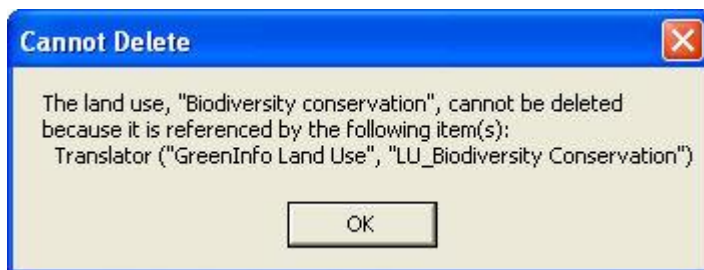 Cannot Delete
The land use, "Biodiversity conservation", cannot be deleted
because it is referenced by the following item(s):
Translator ("GreenInfo Land Use", "LU_Biodiversity Conservation")
OK